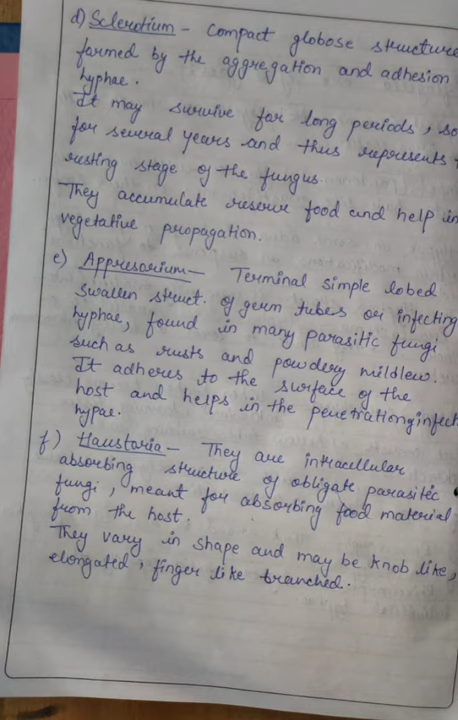 d) Sclerotium - Compact globose structure
formed by the aggregation and adhesion
hyphae.
It may survive for long periods, so
for several years and thus represents
resting stage of the fungus.
They accumulate reserve food and help in
vegetative propagation.
e) Appresorium - Terminal simple lobed
swollen struct. of germ tubes or infecting
hyphae, found in many parasitic fungi
such as rusts and powdery mildew.
It adheres to the surface of the
host and helps in the penetrationg infect
hypae.
f) Haustoria - They are intracellular
absorbing structure of obligate parasitic
fungi, meant for absorbing food material
from the host.
They vary in shape and may be knob like,
elongated, finger like branched.